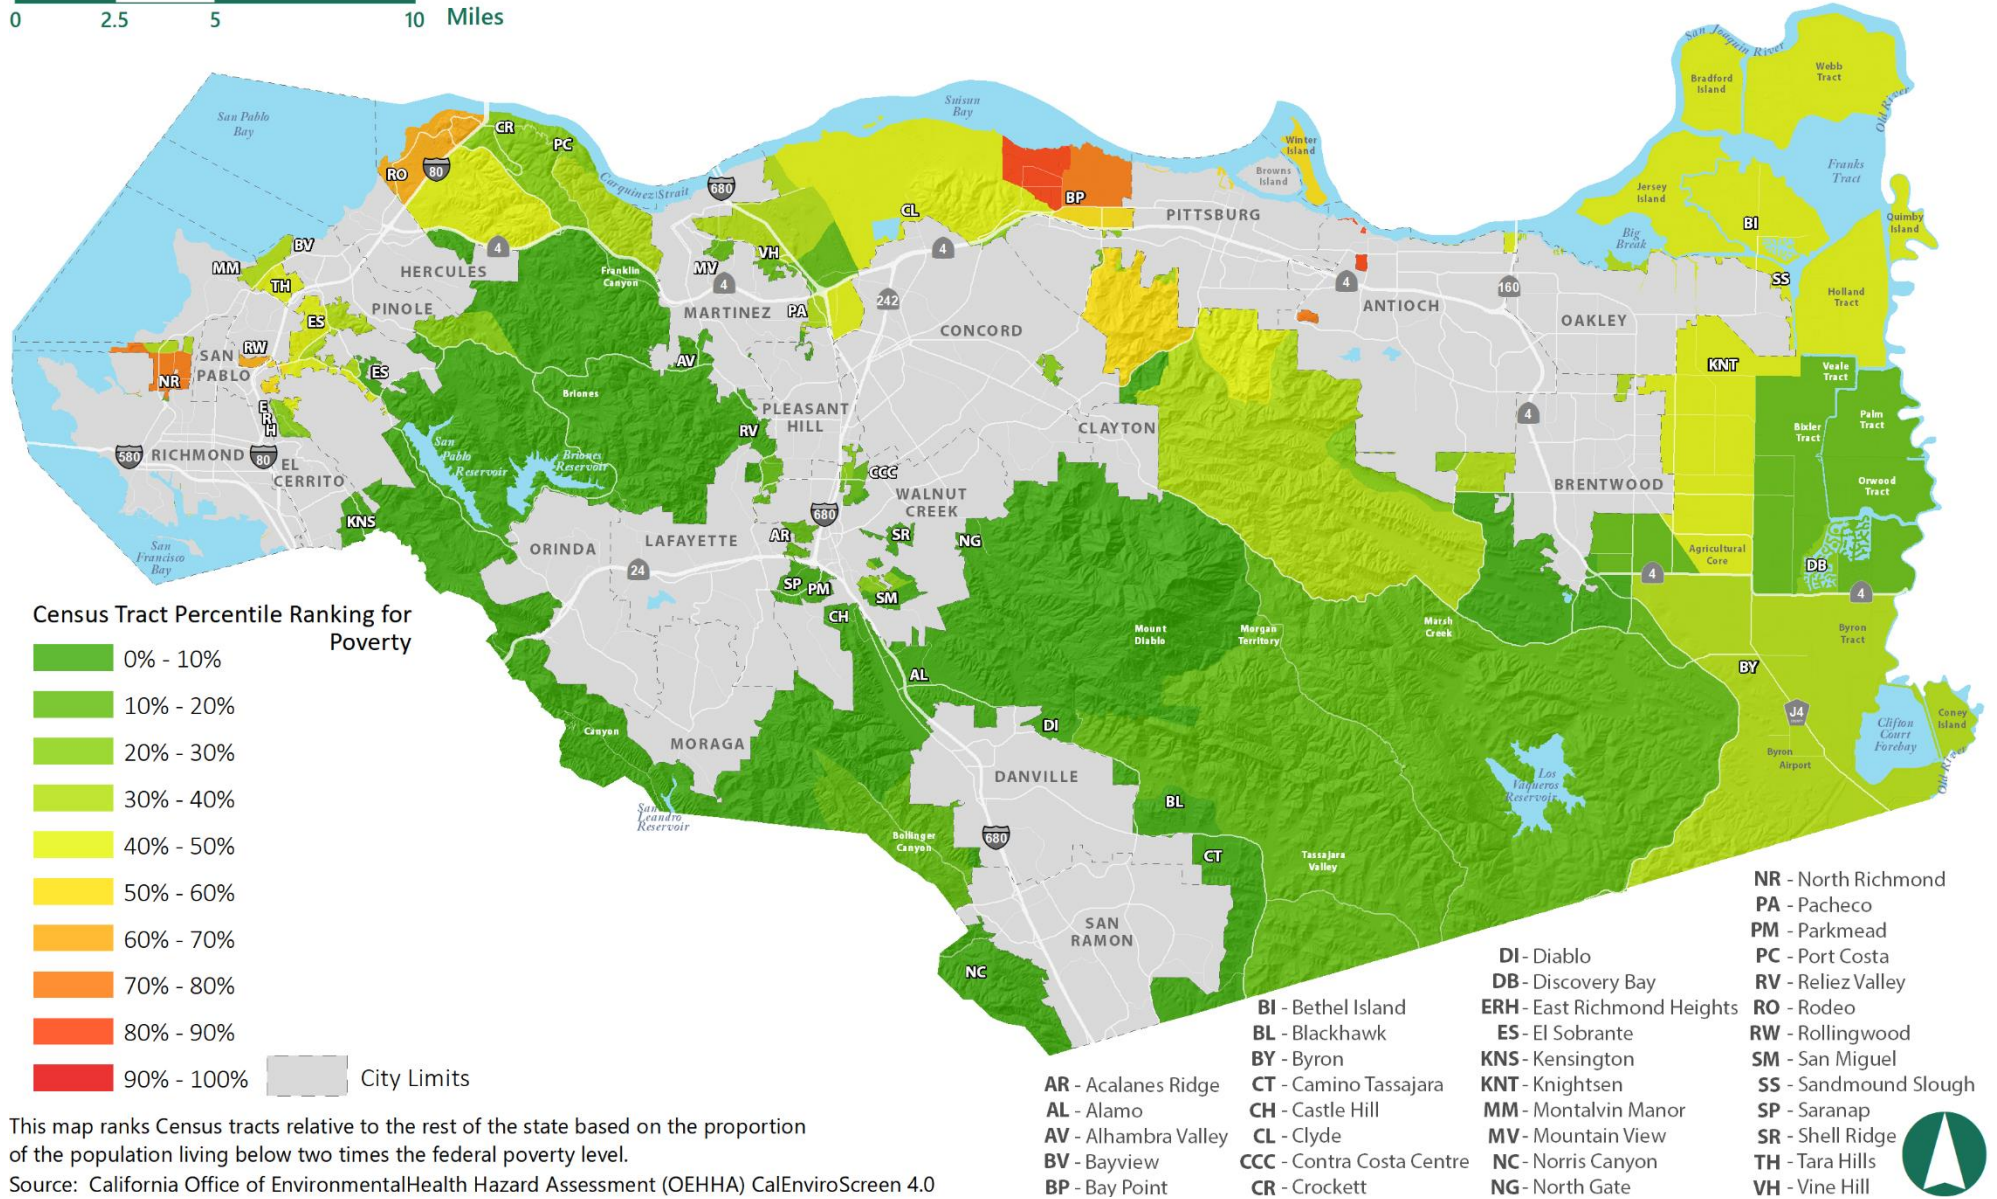 0 2.5 5 10 Miles
San Joaquin River
Bradford
Island
Webb
Tract
Old River
San Pablo
Bay
Suisun
Bay
CR
PC
RO
80
Carquinez Strait
680
Winter
Island
Browns
Island
Franks
Tract
Jersey
Island
BP
CL
PITTSBURG
BI
Quimby
Island
Big
Break
BV
MM
TH
HERCULES
4
Franklin
Canyon
MV
VH
4
4
242
4
ANTIOCH
160
OAKLEY
SS
Holland
Tract
ES
PINOLE
MARTINEZ
PA
CONCORD
RW
SAN
PABLO
NR
ES
AV
KNT
Veale
Tract
Briones
ERH
PLEASANT
HILL
CLAYTON
RV
4
Bixler
Tract
Palm
Tract
580
RICHMOND
80
EL
CERRITO
San
Pablo
Reservoir
Briones
Reservoir
CCC
WALNUT
CREEK
BRENTWOOD
Orwood
Tract
KNS
680
San
Francisco
Bay
ORINDA
LAFAYETTE
AR
SR
NG
24
SP
PM
SM
CH
Agricultural
Core
4
DB
4
Mount
Diablo
Morgan
Territory
Marsh
Creek
Byron
Tract
AL
BY
DI
Canyon
MORAGA
J4
Clifton
Court
Forebay
Coney
Island
Old River
Byron
Airport
DANVILLE
BL
Los
Vaqueros
Reservoir
San
Leandro
Reservoir
Bollinger
Canyon
680
CT
Tassajara
Valley
SAN
RAMON
NC
Census Tract Percentile Ranking for
Poverty
0% - 10%
10% - 20%
20% - 30%
30% - 40%
40% - 50%
50% - 60%
60% - 70%
70% - 80%
80% - 90%
90% - 100%
City Limits
This map ranks Census tracts relative to the rest of the state based on the proportion
of the population living below two times the federal poverty level.
Source: California Office of EnvironmentalHealth Hazard Assessment (OEHHA) CalEnviroScreen 4.0
AR - Acalanes Ridge
AL - Alamo
AV - Alhambra Valley
BV - Bayview
BP - Bay Point
BI - Bethel Island
BL - Blackhawk
BY - Byron
CT - Camino Tassajara
CH - Castle Hill
CL - Clyde
CCC - Contra Costa Centre
CR - Crockett
DI - Diablo
DB - Discovery Bay
ERH - East Richmond Heights
ES - El Sobrante
KNS - Kensington
KNT - Knightsen
MM - Montalvin Manor
MV - Mountain View
NC - Norris Canyon
NG - North Gate
NR - North Richmond
PA - Pacheco
PM - Parkmead
PC - Port Costa
RV - Reliez Valley
RO - Rodeo
RW - Rollingwood
SM - San Miguel
SS - Sandmound Slough
SP - Saranap
SR - Shell Ridge
TH - Tara Hills
VH - Vine Hill